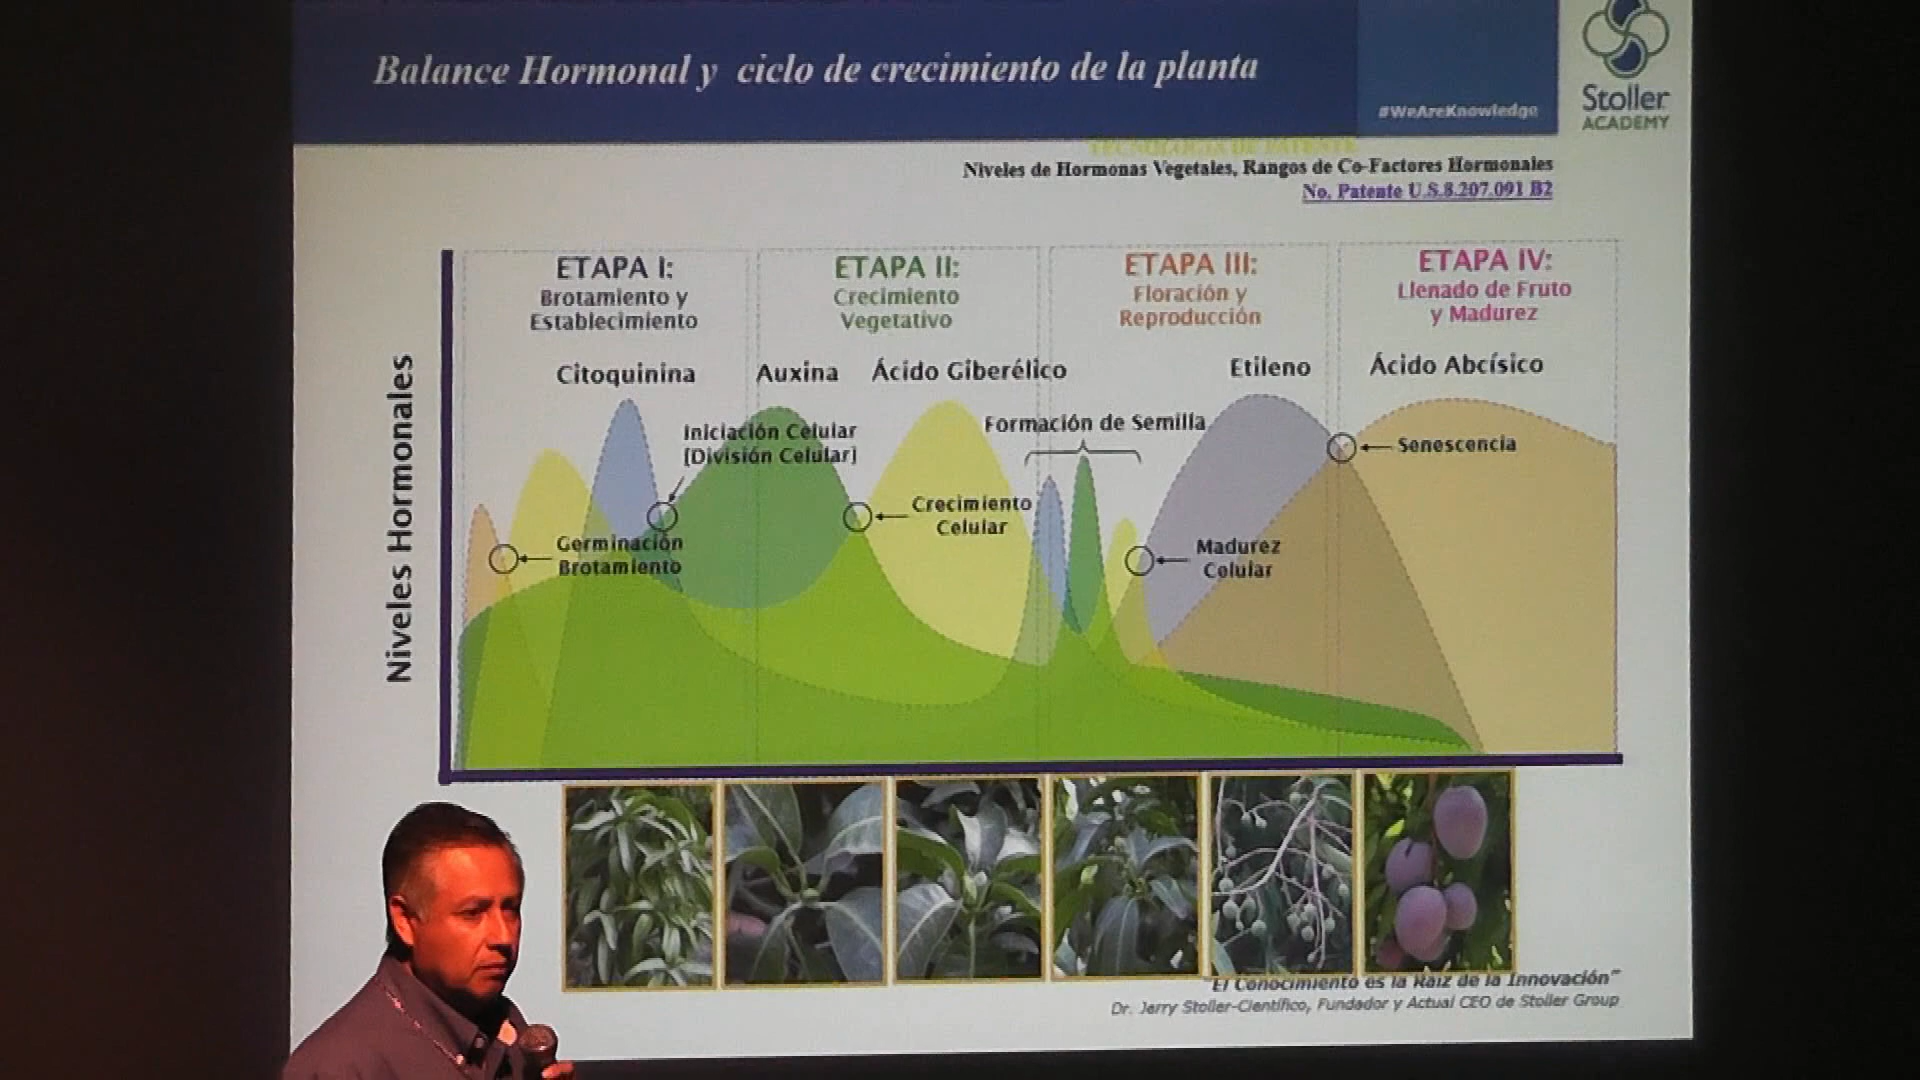 Balance Hormonal y ciclo de crecimiento de la planta
#WeAreKnowledge
Stoller
ACADEMY
TECNOLOGIA DE PATENTE
Niveles de Hormonas Vegetales, Rangos de Co-Factores Hormonales
No. Patente U.S.8.207.091 B2
ETAPA I:
Brotamiento y
Establecimiento
ETAPA II:
Crecimiento
Vegetativo
ETAPA III:
Floración y
Reproducción
ETAPA IV:
Llenado de Fruto
y Madurez
Niveles Hormonales
Citoquinina
Auxina
Ácido Giberélico
Etileno
Ácido Abcísico
Iniciación Celular
(División Celular)
Formación de Semilla
Senescencia
Germinación
Brotamiento
Crecimiento
Celular
Madurez
Celular
"El Conocimiento es la Raíz de la Innovación"
Dr. Jerry Stoller-Científico, Fundador y Actual CEO de Stoller Group